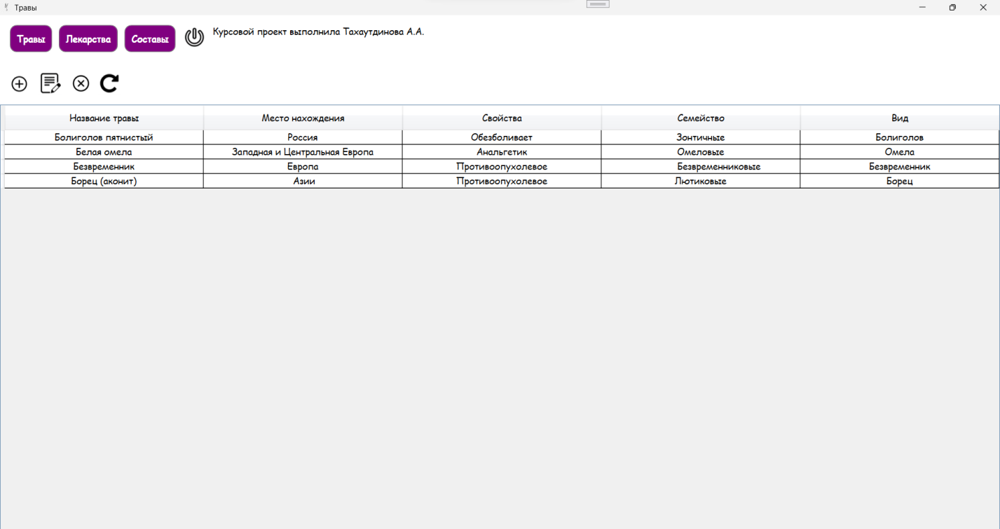 Травы
Травы Лекарства Составы Курсовой проект выполнила Тахаутдинова А.А.
Название травы Место нахождения Свойства Семейство Вид
Болиголов пятнистый Россия Обезболивает Зонтичные Болиголов
Белая омела Западная и Центральная Европа Анальгетик Омеловые Омела
Безвременник Европа Противоопухолевое Безвременниковые Безвременник
Борец (аконит) Азии Противоопухолевое Лютиковые Борец